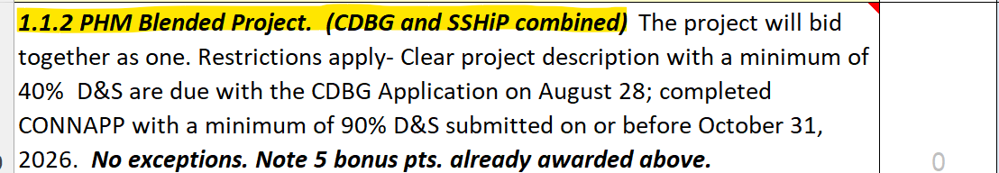 1.1.2 PHM Blended Project.  (CDBG and SSHiP combined)  The project will bid
together as one. Restrictions apply- Clear project description with a minimum of
40%  D&S are due with the CDBG Application on August 28; completed
CONNAPP with a minimum of 90% D&S submitted on or before October 31,
2026.  No exceptions. Note 5 bonus pts. already awarded above.
0